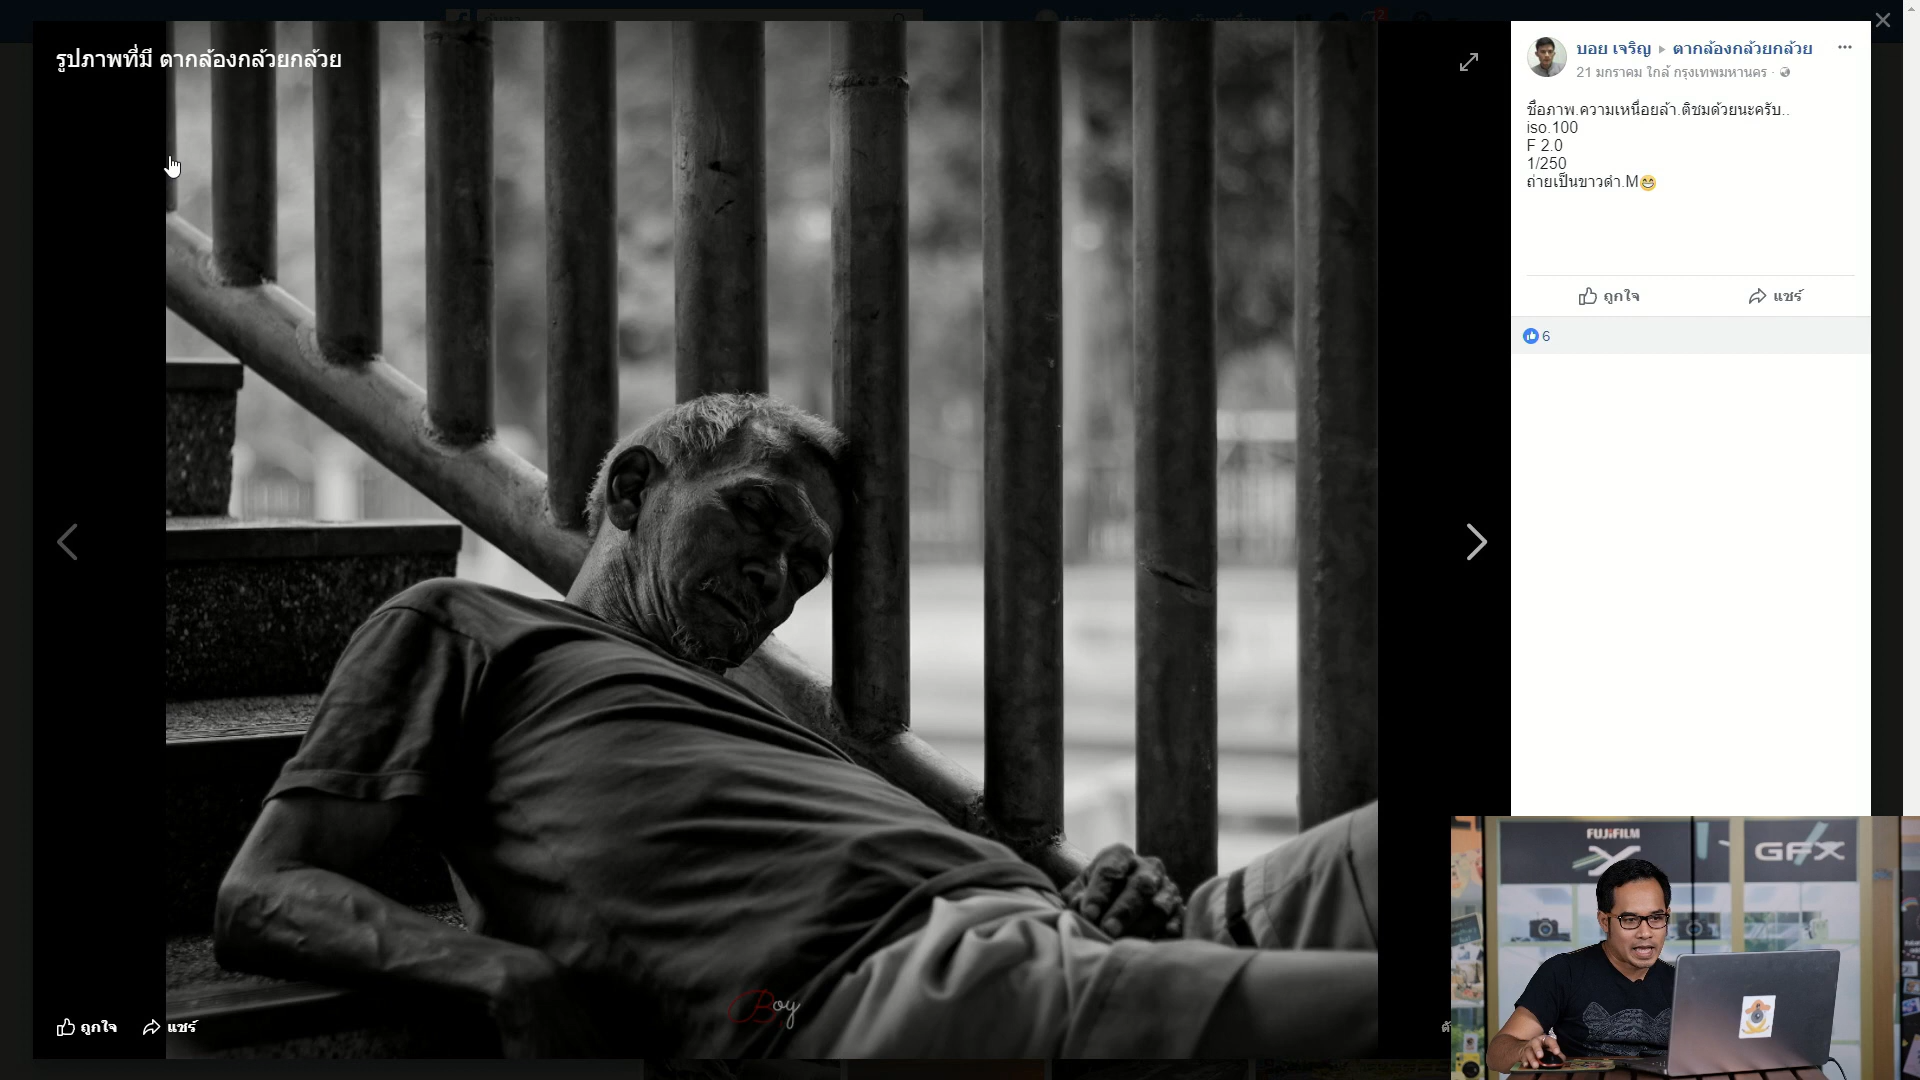 รูปภาพที่มี ตากล้องกล้วยกล้วย
บอย เจริญ ▸ ตากล้องกล้วยกล้วย
21 มกราคม ใกล้ กรุงเทพมหานคร ·
ชื่อภาพ.ความเหนื่อยล้า.ติชมด้วยนะครับ..
iso.100
F 2.0
1/250
ถ่ายเป็นขาวดำ.M😁
ถูกใจ
แชร์
6
Boy
ถูกใจ
แชร์
FUJIFILM
X
GFX